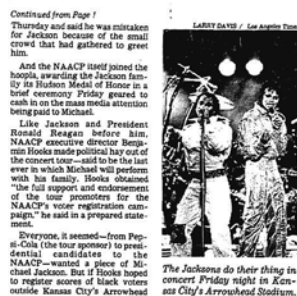 Continued from Page 1
Thursday and said he was mistaken
for Jackson because of the small
crowd that had gathered to greet
him.
And the NAACP itself joined the
hoopla, awarding the Jackson fam-
ily its Hudson Medal of Honor in a
brief ceremony Friday geared to
cash in on the mass media attention
being paid to Michael.
Like Jackson and President
Ronald Reagan before him,
NAACP executive director Benja-
min Hooks made political hay out of
the concert tour—said to be the last
ever in which Michael will perform
with his family. Hooks obtained
"the full support and endorsement
of the tour promoters for the
NAACP's voter registration cam-
paign," he said in a prepared state-
ment.
Everyone, it seemed—from Pep-
si-Cola (the tour sponsor) to presi-
dential candidates to the
NAACP—wanted a piece of Mi-
chael Jackson. But if Hooks hoped
to register scores of black voters
outside Kansas City's Arrowhead
LARRY DAVIS / Los Angeles Times
The Jacksons do their thing in
concert Friday night in Kan-
sas City's Arrowhead Stadium.